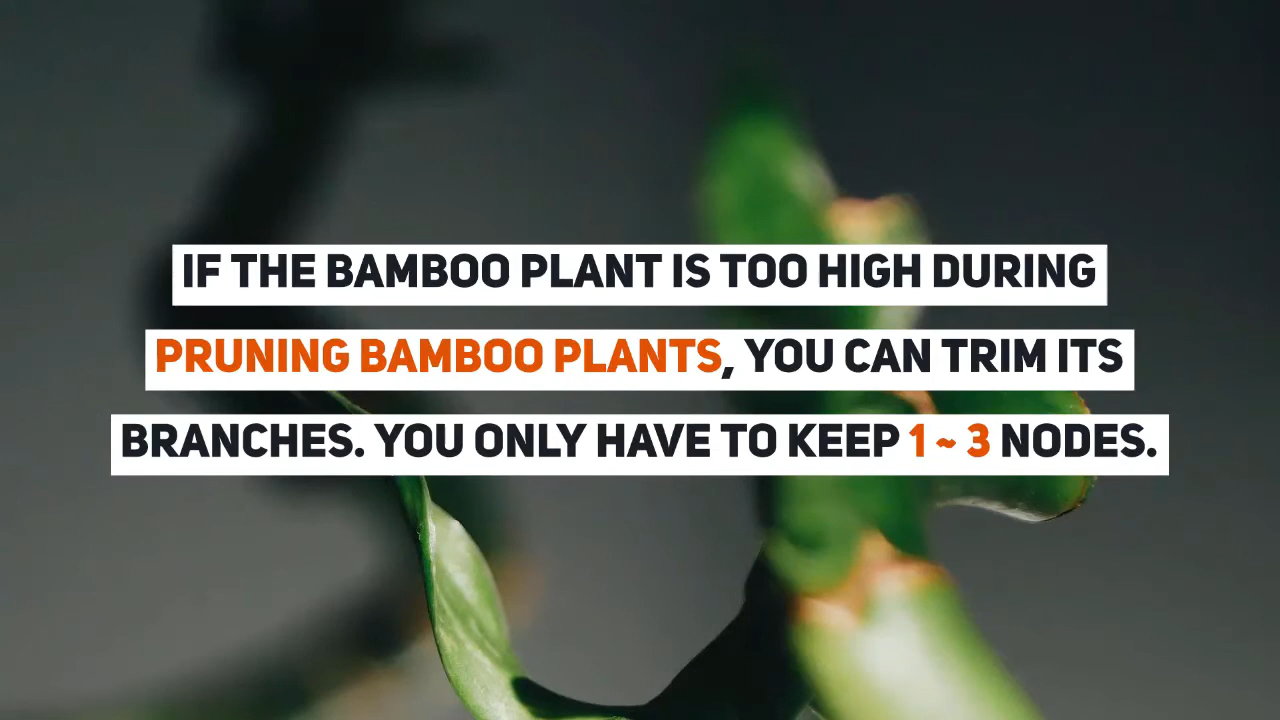 IF THE BAMBOO PLANT IS TOO HIGH DURING
PRUNING BAMBOO PLANTS, YOU CAN TRIM ITS
BRANCHES. YOU ONLY HAVE TO KEEP 1 ~ 3 NODES.